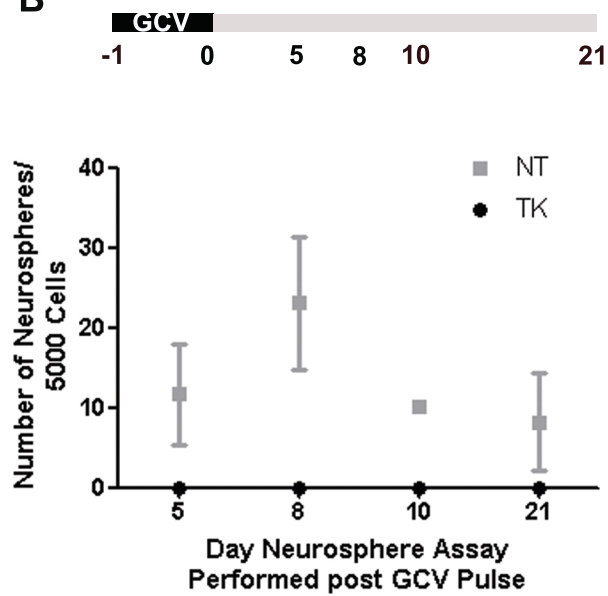 B
GCV
-1 0 5 8 10 21
Number of Neurospheres/
5000 Cells
40
30
20
10
0
NT
TK
5 8 10 21
Day Neurosphere Assay
Performed post GCV Pulse